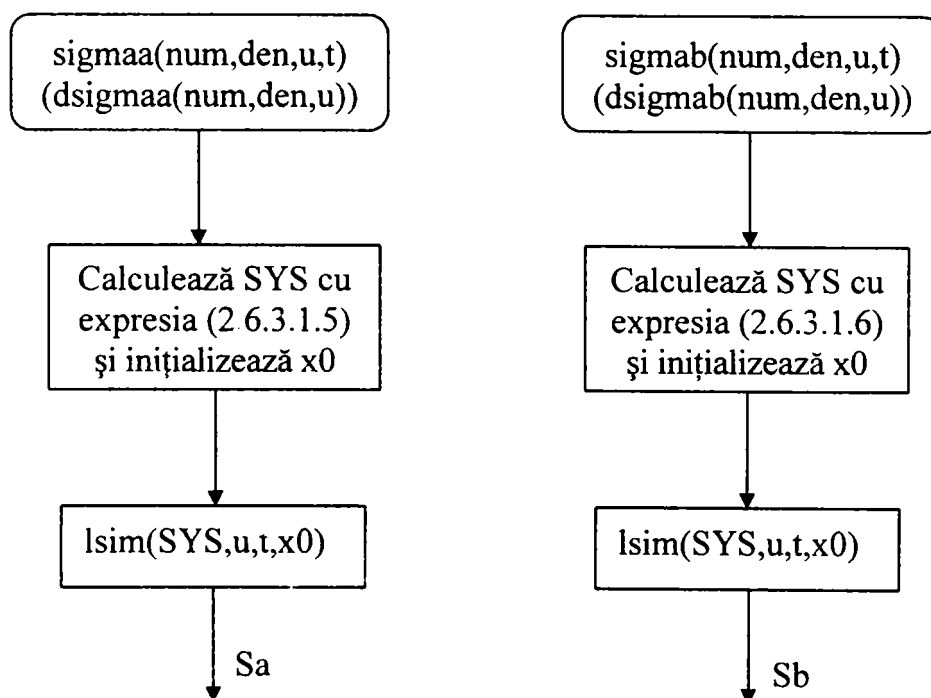 sigmaa(num,den,u,t)
(dsigmaa(num,den,u))
Calculează SYS cu
expresia (2.6.3.1.5)
şi iniţializează x0
lsim(SYS,u,t,x0)
Sa
sigmab(num,den,u,t)
(dsigmab(num,den,u))
Calculează SYS cu
expresia (2.6.3.1.6)
şi iniţializează x0
lsim(SYS,u,t,x0)
Sb